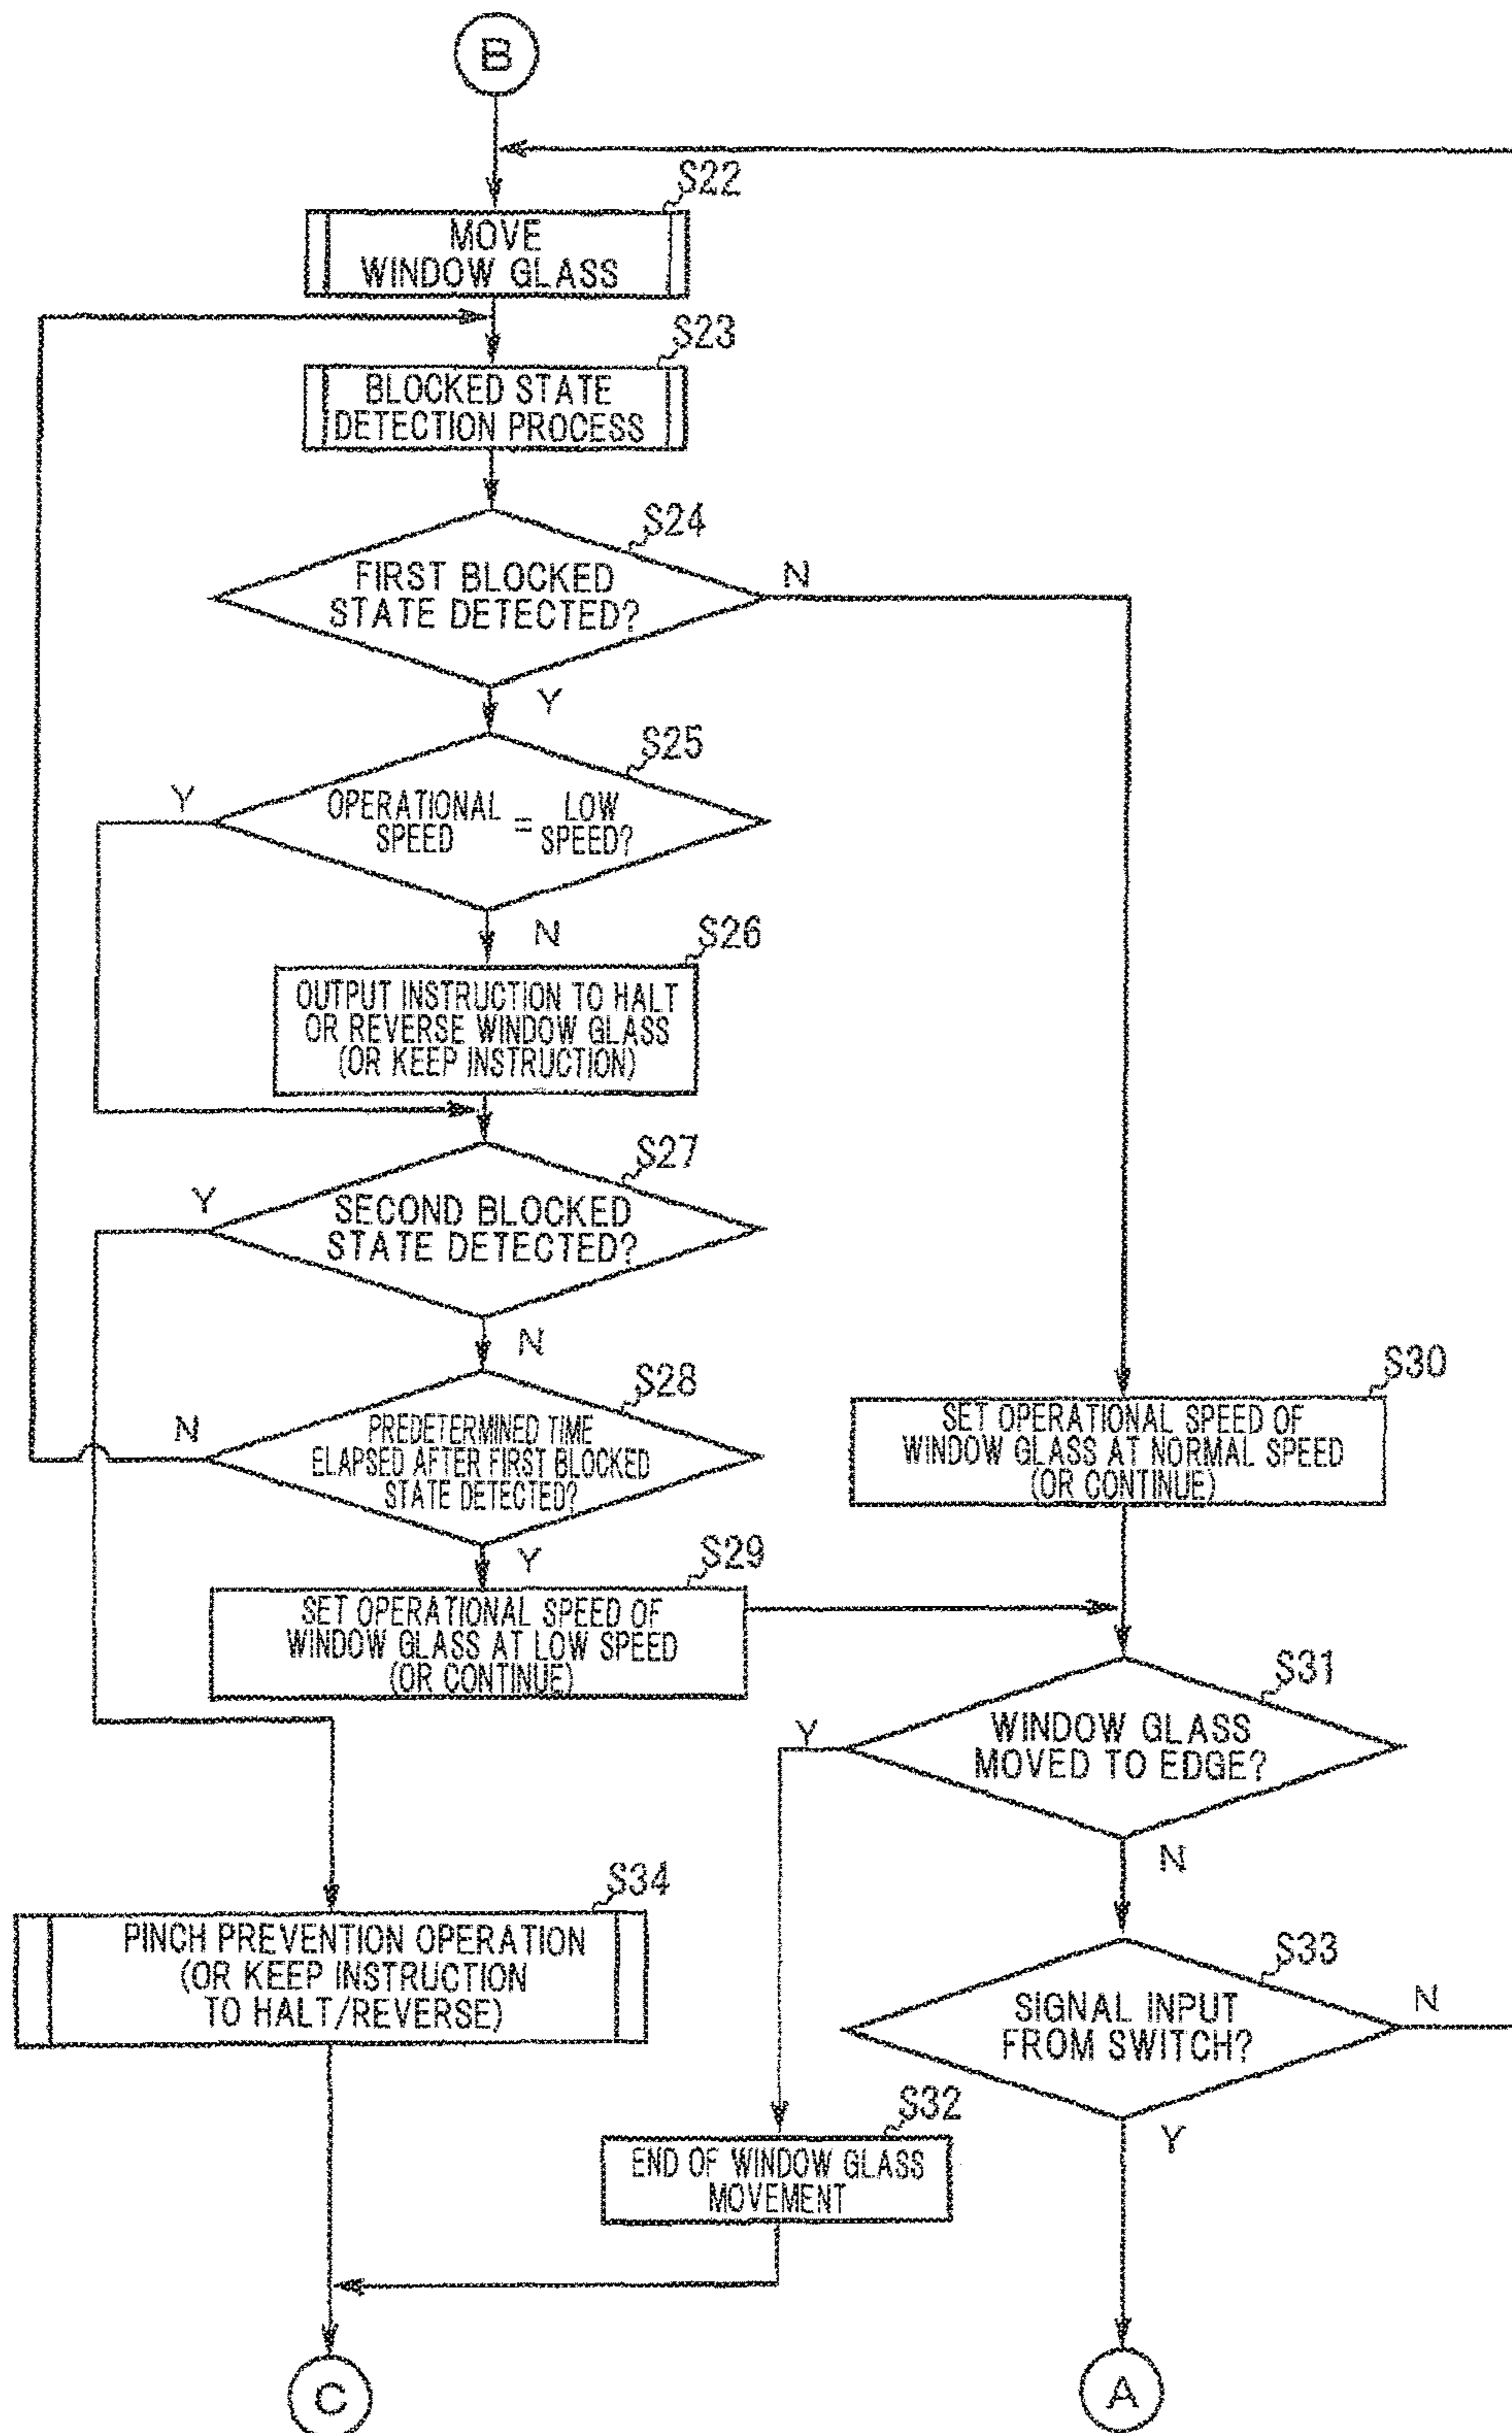 B
S22
MOVE
WINDOW GLASS
S23
BLOCKED STATE
DETECTION PROCESS
S24
FIRST BLOCKED
STATE DETECTED?
N
Y
S25
OPERATIONAL
SPEED
=
LOW
SPEED?
Y
N
S26
OUTPUT INSTRUCTION TO HALT
OR REVERSE WINDOW GLASS
(OR KEEP INSTRUCTION)
S27
SECOND BLOCKED
STATE DETECTED?
Y
N
S28
PREDETERMINED TIME
ELAPSED AFTER FIRST BLOCKED
STATE DETECTED?
N
Y
S29
SET OPERATIONAL SPEED OF
WINDOW GLASS AT LOW SPEED
(OR CONTINUE)
S30
SET OPERATIONAL SPEED OF
WINDOW GLASS AT NORMAL SPEED
(OR CONTINUE)
S31
WINDOW GLASS
MOVED TO EDGE?
Y
N
S34
PINCH PREVENTION OPERATION
(OR KEEP INSTRUCTION
TO HALT/REVERSE)
S33
SIGNAL INPUT
FROM SWITCH?
N
Y
S32
END OF WINDOW GLASS
MOVEMENT
C
A